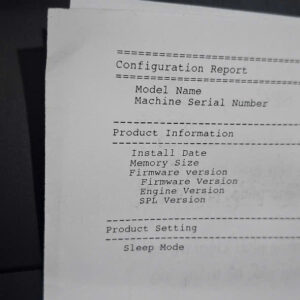 Configuration Report
Model Name
Machine Serial Number
Product Information
Install Date
Memory Size
Firmware version
Firmware Version
Engine Version
SPL Version
Product Setting
Sleep Mode